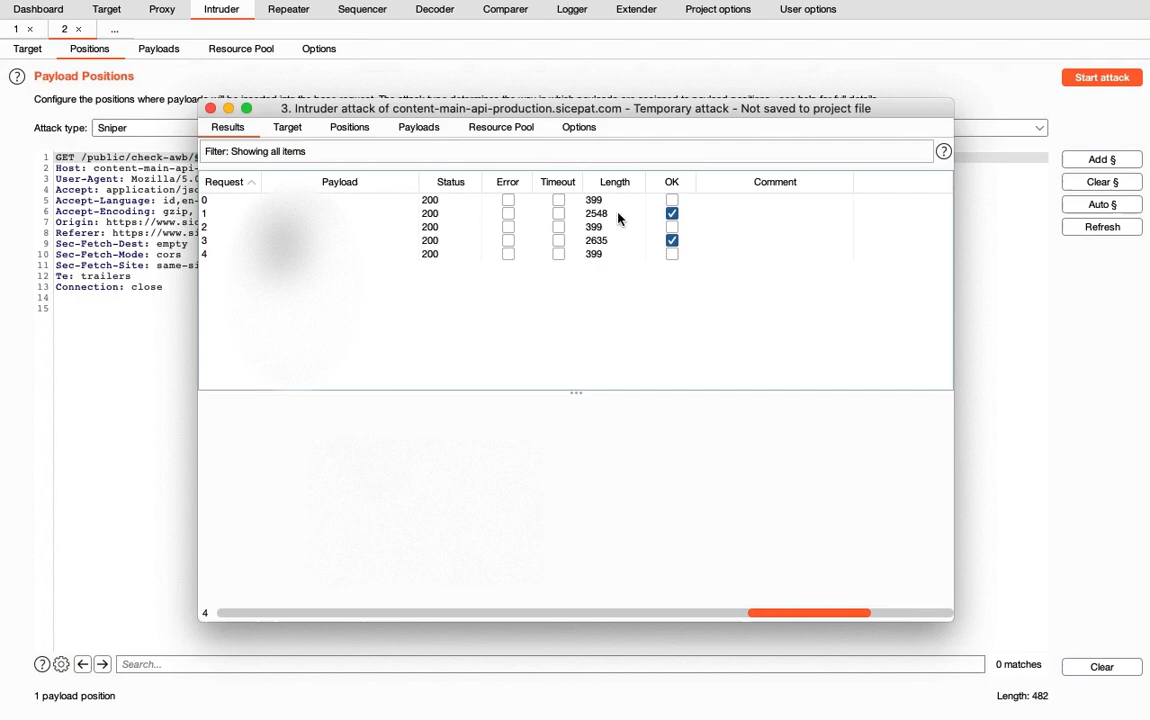 Dashboard Target Proxy Intruder Repeater Sequencer Decoder Comparer Logger Extender Project options User options
1 × 2 × ...
Target Positions Payloads Resource Pool Options
? Payload Positions
Start attack
Configure the positions where
Attack type: Sniper
Add §
Clear §
Auto §
Refresh
1 GET /public/check-awb/
2 Host: content-main-api-
3 User-Agent: Mozilla/5.0
4 Accept: application/jso
5 Accept-Language: id,en-
6 Accept-Encoding: gzip,
7 Origin: https://www.si
8 Referer: https://www.s
9 Sec-Fetch-Dest: empty
10 Sec-Fetch-Mode: cors
11 Sec-Fetch-Site: same-si
12 Te: trailers
13 Connection: close
14
15
3. Intruder attack of content-main-api-production.sicepat.com - Temporary attack - Not saved to project file
Results Target Positions Payloads Resource Pool Options
Filter: Showing all items
?
Request Payload Status Error Timeout Length OK Comment
0 200 399
1 200 2548
2 200 399
3 200 2635
4 200 399
4
? Search... 0 matches Clear
1 payload position Length: 482